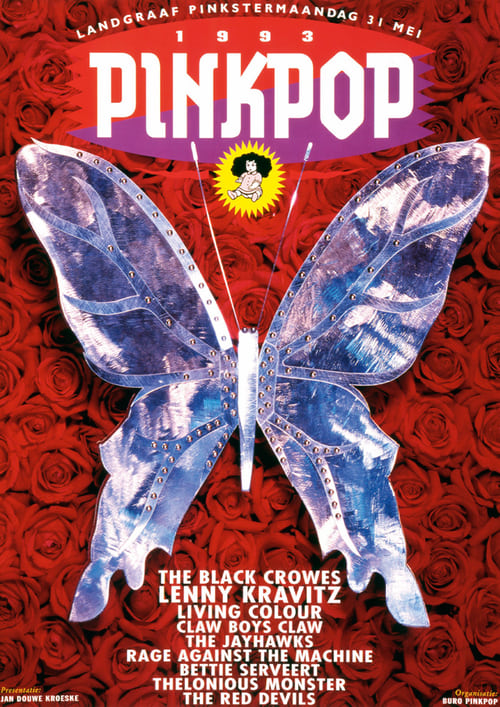 LANDGRAAF PINKSTERMAANDAG 31 MEI
1993
PINKPOP
THE BLACK CROWES
LENNY KRAVITZ
LIVING COLOUR
CLAW BOYS CLAW
THE JAYHAWKS
RAGE AGAINST THE MACHINE
BETTIE SERVEERT
THELONIOUS MONSTER
THE RED DEVILS
Presentatie:
JAN DOUWE KROESKE
Organisatie:
BURO PINKPOP